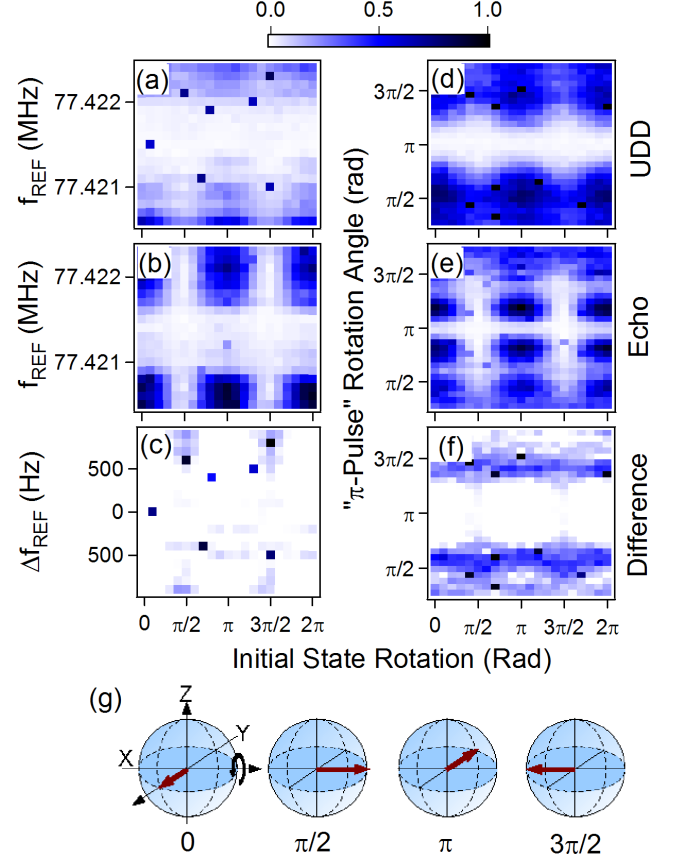 0.0 0.5 1.0
(a)
f_REF (MHz)
77.422
77.421
(b)
f_REF (MHz)
77.422
77.421
(c)
Δf_REF (Hz)
500
0
500
0 π/2 π 3π/2 2π
"π-Pulse" Rotation Angle (rad)
(d)
3π/2
π
π/2
UDD
(e)
3π/2
π
π/2
Echo
(f)
3π/2
π
π/2
Difference
0 π/2 π 3π/2 2π
Initial State Rotation (Rad)
(g)
Z
Y
X
0 π/2 π 3π/2